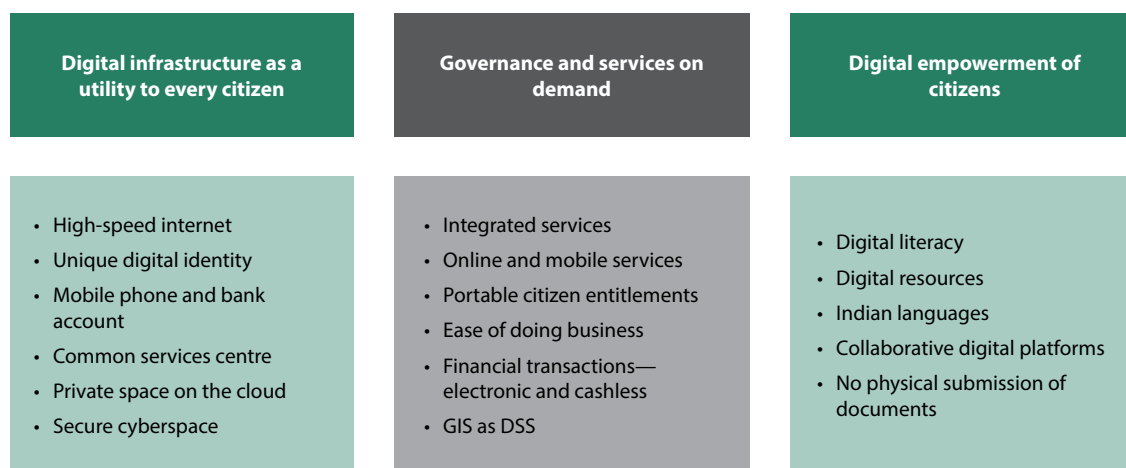 Digital infrastructure as a
utility to every citizen
• High-speed internet
• Unique digital identity
• Mobile phone and bank
account
• Common services centre
• Private space on the cloud
• Secure cyberspace
Governance and services on
demand
• Integrated services
• Online and mobile services
• Portable citizen entitlements
• Ease of doing business
• Financial transactions—
electronic and cashless
• GIS as DSS
Digital empowerment of
citizens
• Digital literacy
• Digital resources
• Indian languages
• Collaborative digital platforms
• No physical submission of
documents